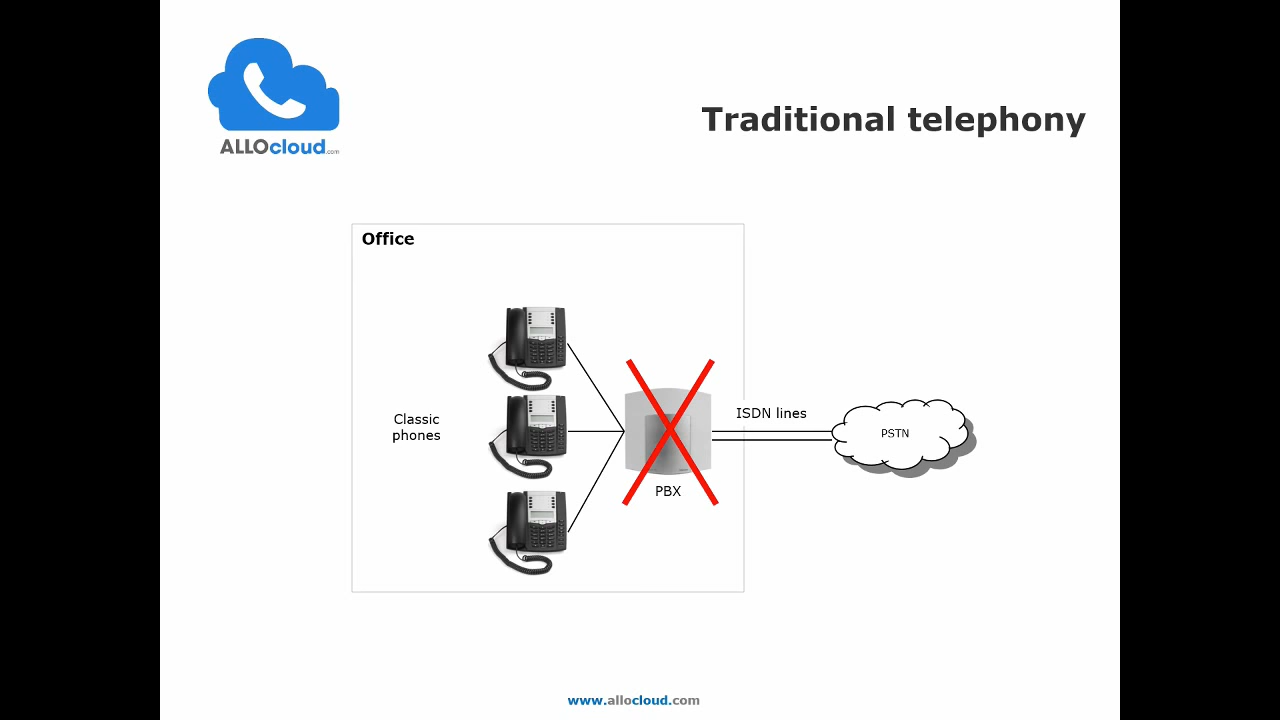 ALLOcloud.com
Traditional telephony
Office
Classic
phones
ISDN lines
PSTN
PBX
www.allocloud.com